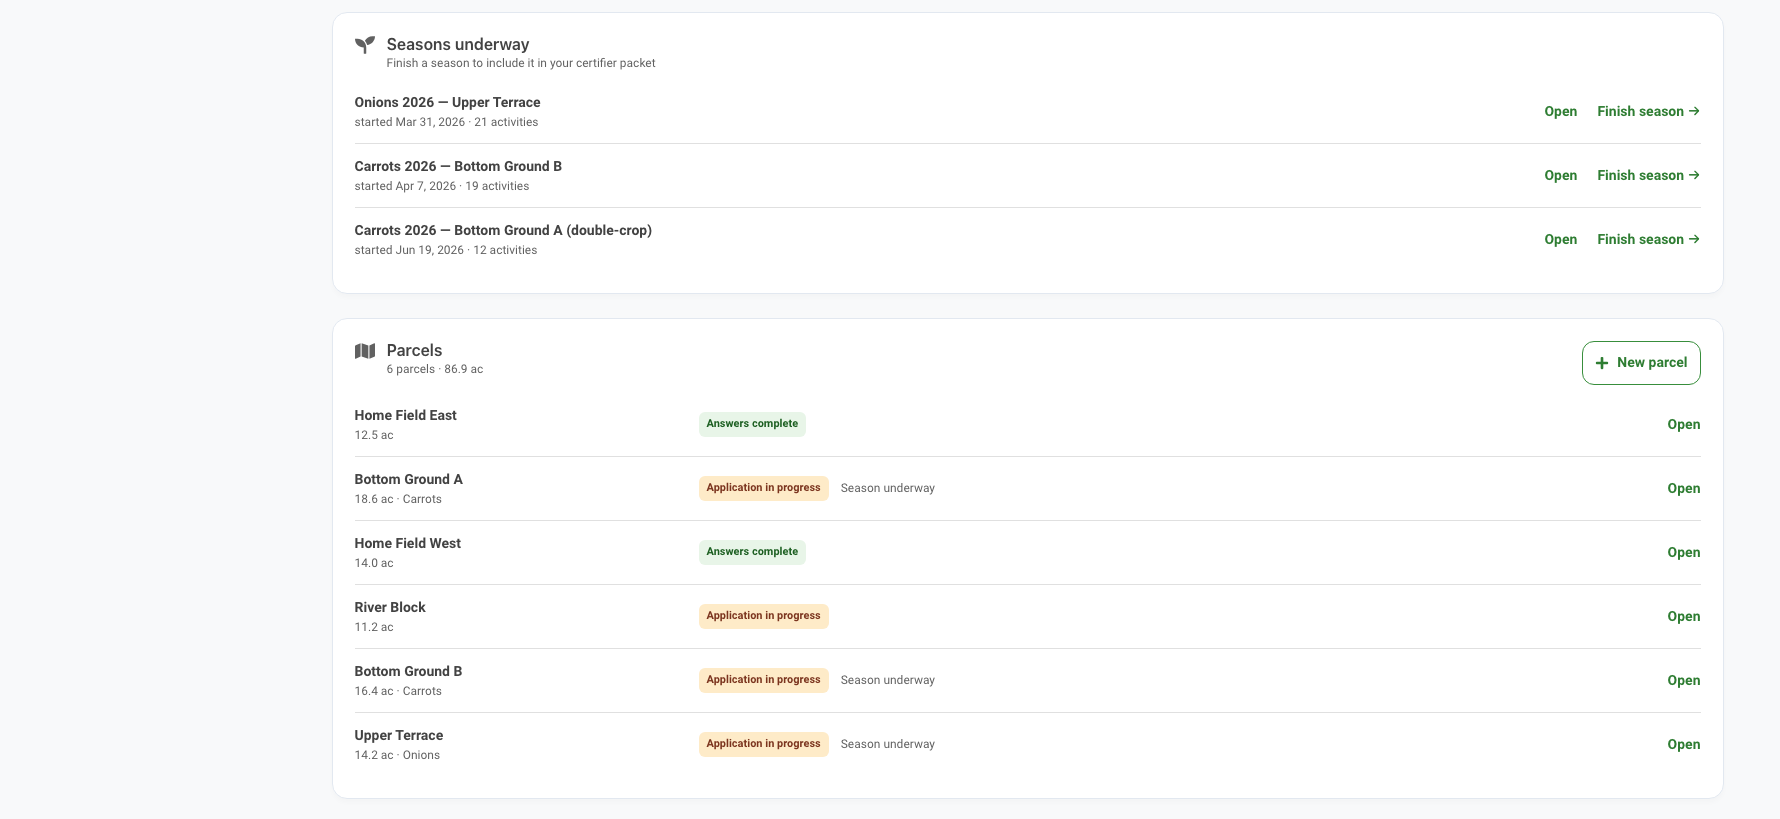 Seasons underway
Finish a season to include it in your certifier packet
Onions 2026 — Upper Terrace
started Mar 31, 2026 · 21 activities
Open Finish season →
Carrots 2026 — Bottom Ground B
started Apr 7, 2026 · 19 activities
Open Finish season →
Carrots 2026 — Bottom Ground A (double-crop)
started Jun 19, 2026 · 12 activities
Open Finish season →
Parcels
6 parcels · 86.9 ac
+ New parcel
Home Field East
12.5 ac
Answers complete
Open
Bottom Ground A
18.6 ac · Carrots
Application in progress Season underway
Open
Home Field West
14.0 ac
Answers complete
Open
River Block
11.2 ac
Application in progress
Open
Bottom Ground B
16.4 ac · Carrots
Application in progress Season underway
Open
Upper Terrace
14.2 ac · Onions
Application in progress Season underway
Open